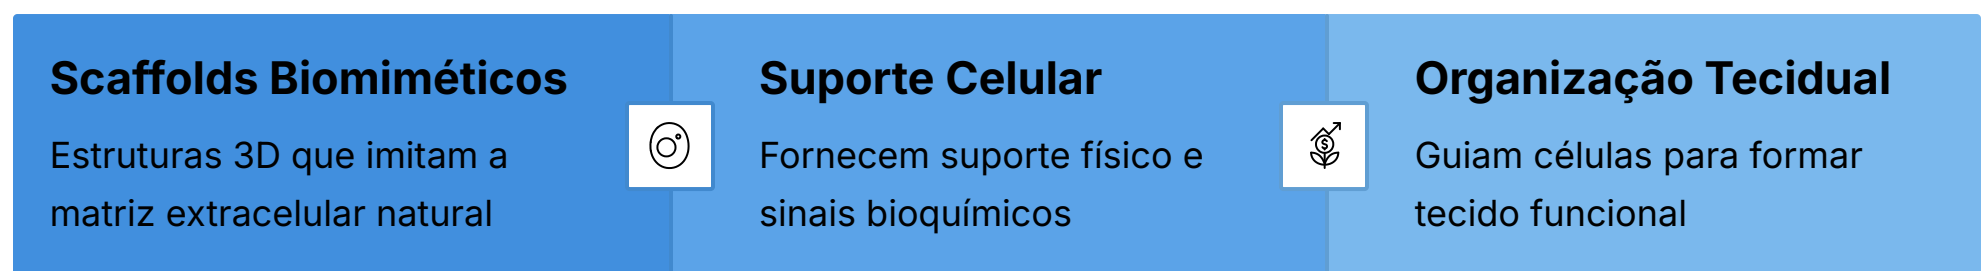 Scaffolds Biomiméticos
Estruturas 3D que imitam a
matriz extracelular natural
Suporte Celular
Fornecem suporte físico e
sinais bioquímicos
Organização Tecidual
Guiam células para formar
tecido funcional